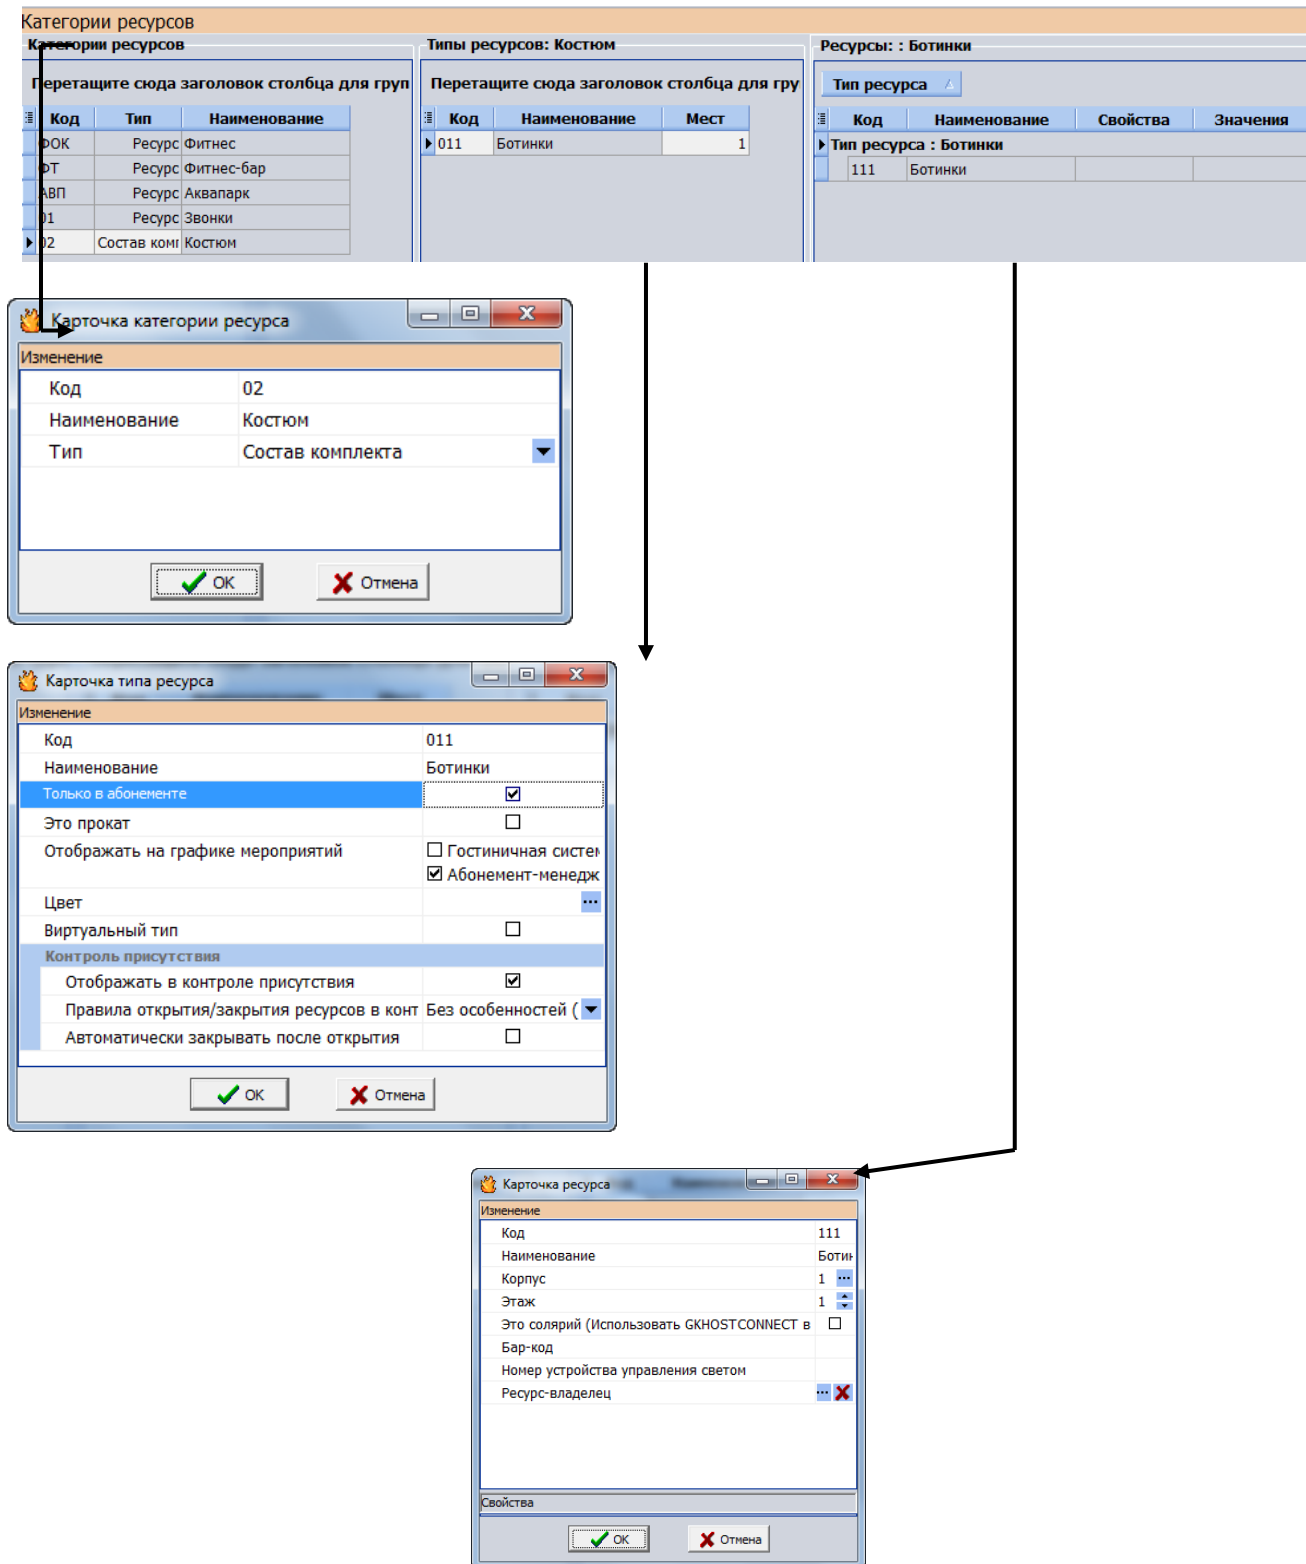 Категории ресурсов
Категории ресурсов
Типы ресурсов: Костюм
Ресурсы: : Ботинки
Перетащите сюда заголовок столбца для груп
Перетащите сюда заголовок столбца для гру
Тип ресурса
Код Тип Наименование
Код Наименование Мест
Код Наименование Свойства Значения
ФОК Ресурс Фитнес
ФТ Ресурс Фитнес-бар
АВП Ресурс Аквапарк
01 Ресурс Звонки
02 Состав комп Костюм
011 Ботинки 1
Тип ресурса : Ботинки
111 Ботинки
Карточка категории ресурса
Изменение
Код 02
Наименование Костюм
Тип Состав комплекта
OK Отмена
Карточка типа ресурса
Изменение
Код 011
Наименование Ботинки
Только в абонементе
Это прокат
Отображать на графике мероприятий Гостиничная систем
Абонемент-менедж
Цвет ...
Виртуальный тип
Контроль присутствия
Отображать в контроле присутствия
Правила открытия/закрытия ресурсов в конт Без особенностей (
Автоматически закрывать после открытия
OK Отмена
Карточка ресурса
Изменение
Код 111
Наименование Ботин
Корпус 1 ...
Этаж 1
Это солярий (Использовать GKHOSTCONNECT в
Бар-код
Номер устройства управления светом
Ресурс-владелец ...
Свойства
OK Отмена